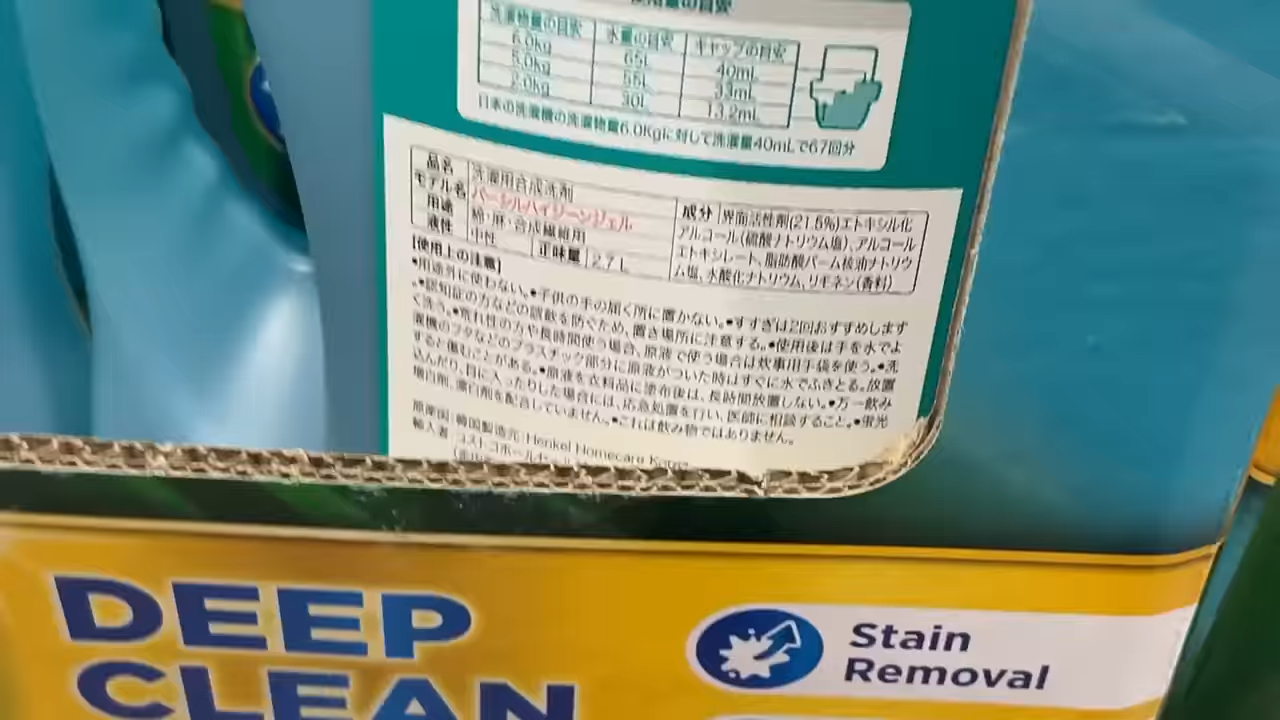 使用量の目安
洗濯物量の目安 水量の目安 キャップの目安
6.0kg 65L 40mL
5.0kg 55L 33mL
2.0kg 30L 13.2mL
日本の洗濯機の洗濯物量6.0Kgに対して洗濯量40mLで67回分
品名 洗濯用合成洗剤
モデル名 パーシルハイジーンジェル
用途 綿・麻・合成繊維用
液性 中性 正味量 2.7L
成分 界面活性剤(21.5%)エトキシル化
アルコール(硫酸ナトリウム塩)、アルコール
エトキシレート、脂肪酸パーム核油ナトリウ
ム塩、水酸化ナトリウム、リモネン(香料)
[使用上の注意]
●用途外に使わない。●子供の手の届く所に置かない。●すすぎは2回おすすめします
。●認知症の方などの誤飲を防ぐため、置き場所に注意する。●使用後は手を水でよ
く洗う。●荒れ性の方や長時間使う場合、原液で使う場合は炊事用手袋を使う。●洗
濯機のフタなどのプラスチック部分に原液がついた時はすぐに水でふきとる。放置
すると傷むことがある。●原液を衣料品に塗布後は、長時間放置しない。●万一飲み
込んだり、目に入ったりした場合には、応急処置を行い、医師に相談すること。●蛍光
増白剤、漂白剤を配合していません。●これは飲み物ではありません。
原産国 韓国製造元 Henkel Homecare Korea
輸入者 コストコホールセール
DEEP
CLEAN
Stain
Removal